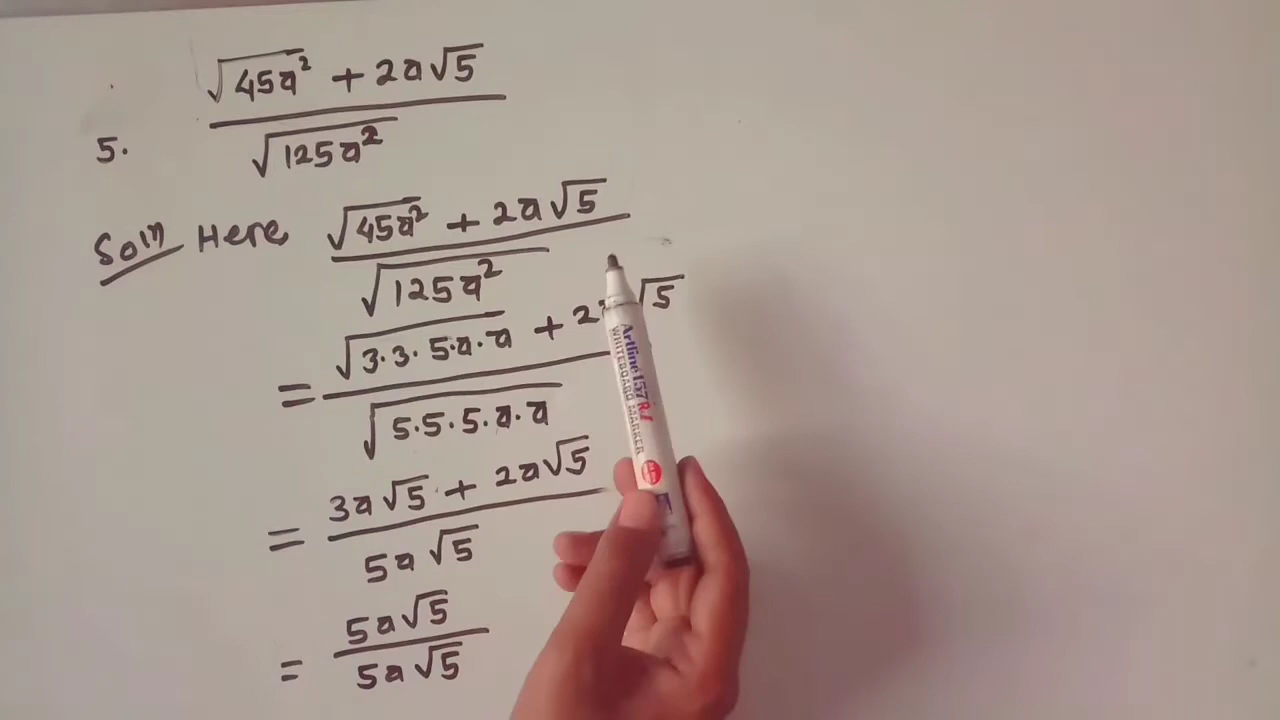 √45a² + 2a√5
5.
√125a²
Soln Here √45a² + 2a√5
√125a²
= √3.3.5.a.a + 2 √5
√5.5.5.a.a
= 3a√5 + 2a√5
5a√5
= 5a√5
5a√5
Artline 157R
WHITEBOARD MARKER